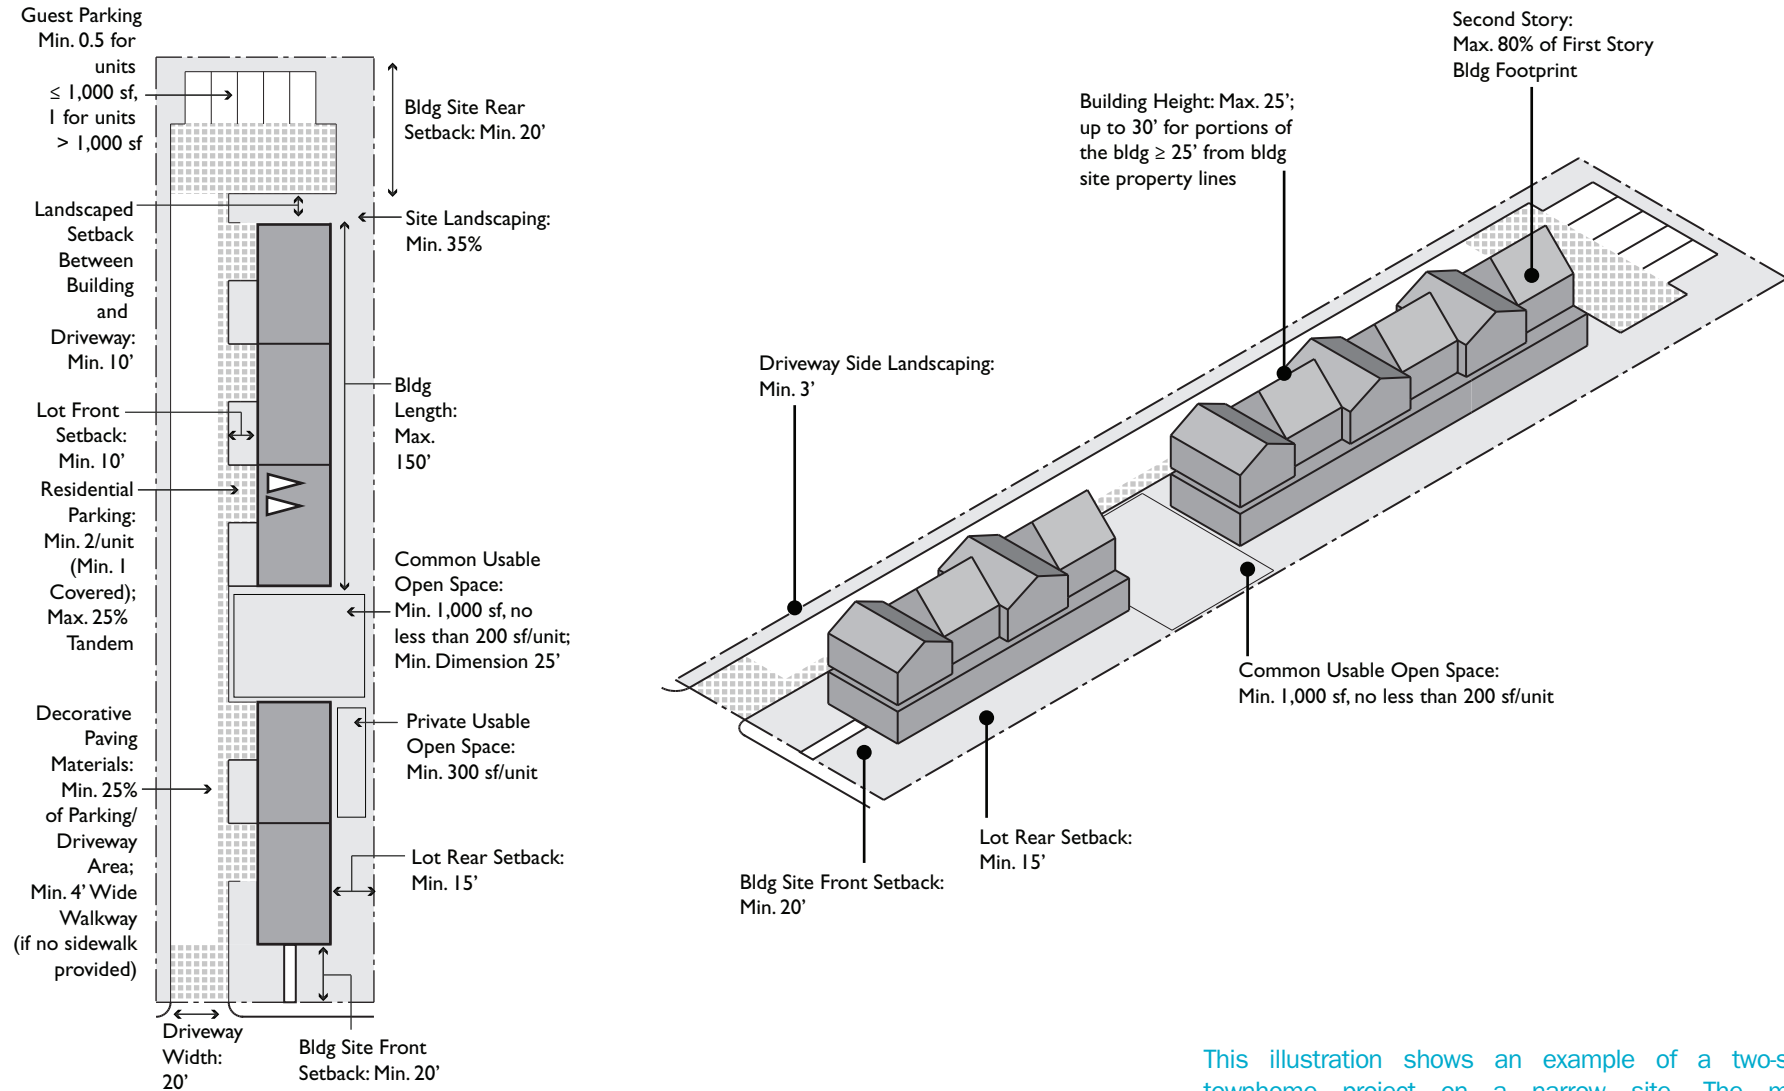 Guest Parking
Min. 0.5 for
units
≤ 1,000 sf,
1 for units
> 1,000 sf
Landscaped
Setback
Between
Building
and
Driveway:
Min. 10’
Lot Front
Setback:
Min. 10’
Residential
Parking:
Min. 2/unit
(Min. 1
Covered);
Max. 25%
Tandem
Decorative
Paving
Materials:
Min. 25%
of Parking/
Driveway
Area;
Min. 4’ Wide
Walkway
(if no sidewalk
provided)
Driveway
Width:
20’
Bldg Site Rear
Setback: Min. 20’
Site Landscaping:
Min. 35%
Bldg
Length:
Max.
150’
Common Usable
Open Space:
Min. 1,000 sf, no
less than 200 sf/unit;
Min. Dimension 25’
Private Usable
Open Space:
Min. 300 sf/unit
Lot Rear Setback:
Min. 15’
Bldg Site Front
Setback: Min. 20’
Second Story:
Max. 80% of First Story
Bldg Footprint
Building Height: Max. 25’;
up to 30’ for portions of
the bldg ≥ 25’ from bldg
site property lines
Driveway Side Landscaping:
Min. 3’
Common Usable Open Space:
Min. 1,000 sf, no less than 200 sf/unit
Lot Rear Setback:
Min. 15’
Bldg Site Front Setback:
Min. 20’
This illustration shows an example of a two-s
townhome project on a narrow site. The m